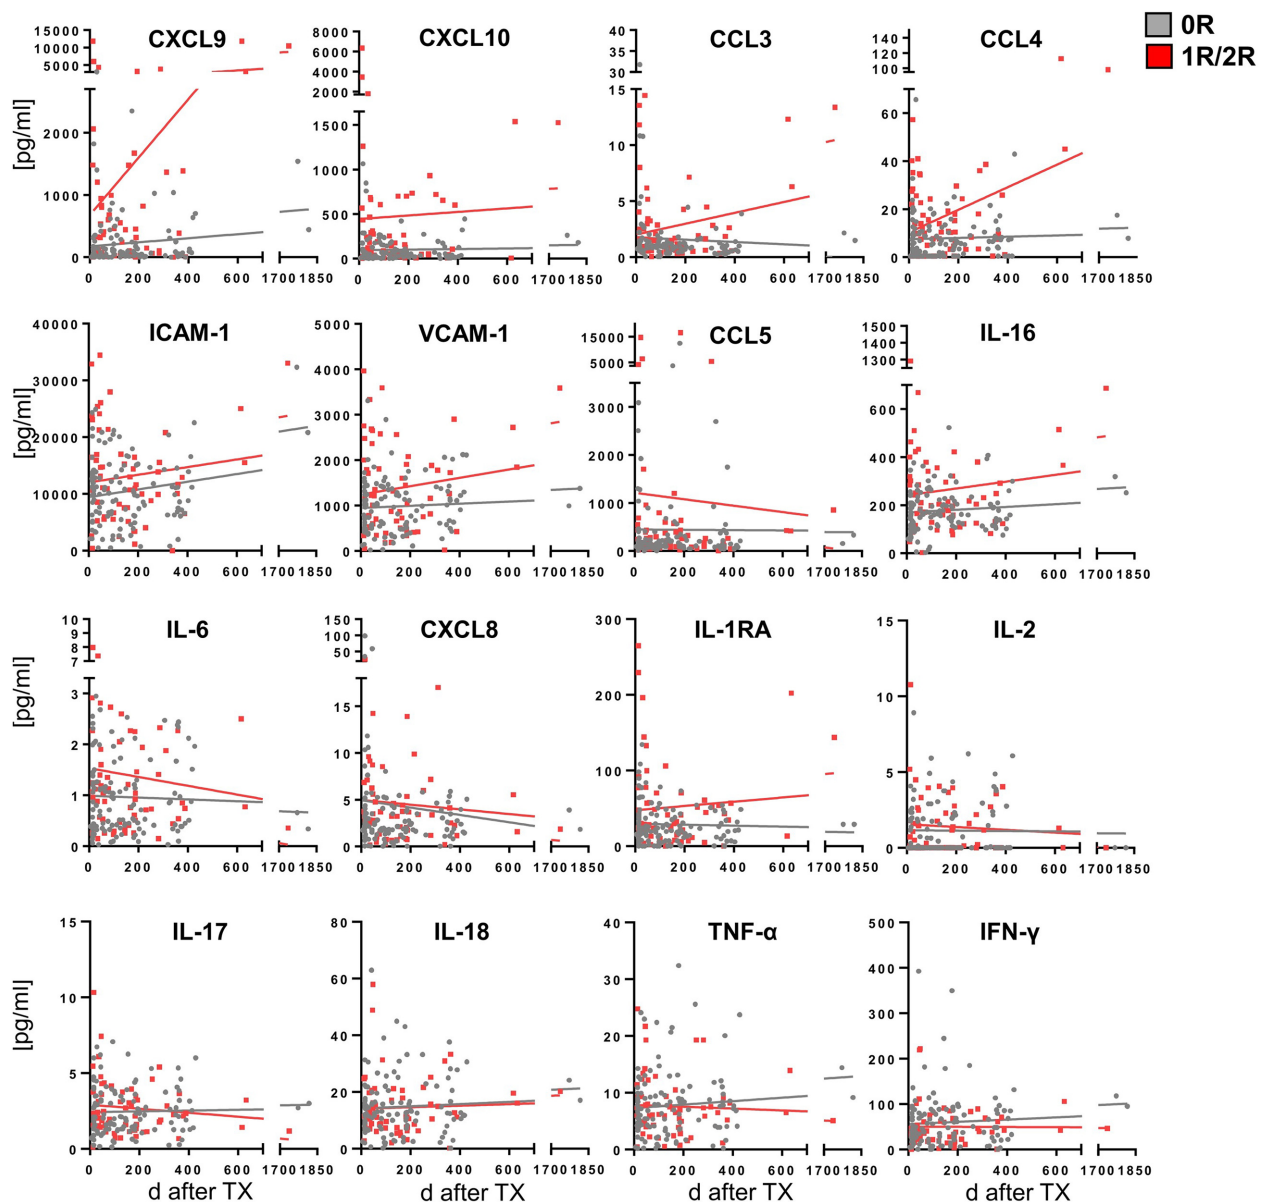 0R
1R/2R
CXCL9
15000
10000
5000
2000
1000
0
[pg/ml]
0 200 400 600 1700 1850
CXCL10
8000
6000
4000
2000
1500
1000
500
0
0 200 400 600 1700 1850
CCL3
40
35
30
15
10
5
0
0 200 400 600 1700 1850
CCL4
140
120
100
60
40
20
0
0 200 400 600 1700 1850
ICAM-1
40000
30000
20000
10000
0
[pg/ml]
0 200 400 600 1700 1850
VCAM-1
5000
4000
3000
2000
1000
0
0 200 400 600 1700 1850
CCL5
15000
5000
3000
2000
1000
0
0 200 400 600 1700 1850
IL-16
1500
1400
1300
600
400
200
0
0 200 400 600 1700 1850
IL-6
10
9
8
7
3
2
1
0
[pg/ml]
0 200 400 600 1700 1850
CXCL8
150
100
50
15
10
5
0
0 200 400 600 1700 1850
IL-1RA
300
200
100
0
0 200 400 600 1700 1850
IL-2
15
10
5
0
0 200 400 600 1700 1850
IL-17
15
10
5
0
[pg/ml]
0 200 400 600 1700 1850
d after TX
IL-18
80
60
40
20
0
0 200 400 600 1700 1850
d after TX
TNF-α
40
30
20
10
0
0 200 400 600 1700 1850
d after TX
IFN-γ
500
400
300
200
100
0
0 200 400 600 1700 1850
d after TX